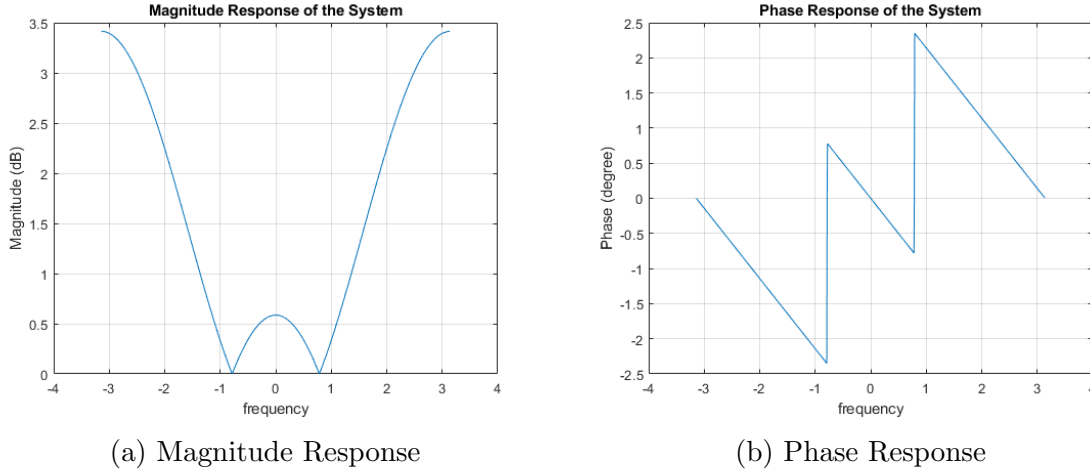 Magnitude Response of the System
3.5
3
2.5
2
1.5
1
0.5
0
Magnitude (dB)
-4 -3 -2 -1 0 1 2 3 4
frequency
(a) Magnitude Response
Phase Response of the System
2.5
2
1.5
1
0.5
0
-0.5
-1
-1.5
-2
-2.5
Phase (degree)
-4 -3 -2 -1 0 1 2 3 4
frequency
(b) Phase Response